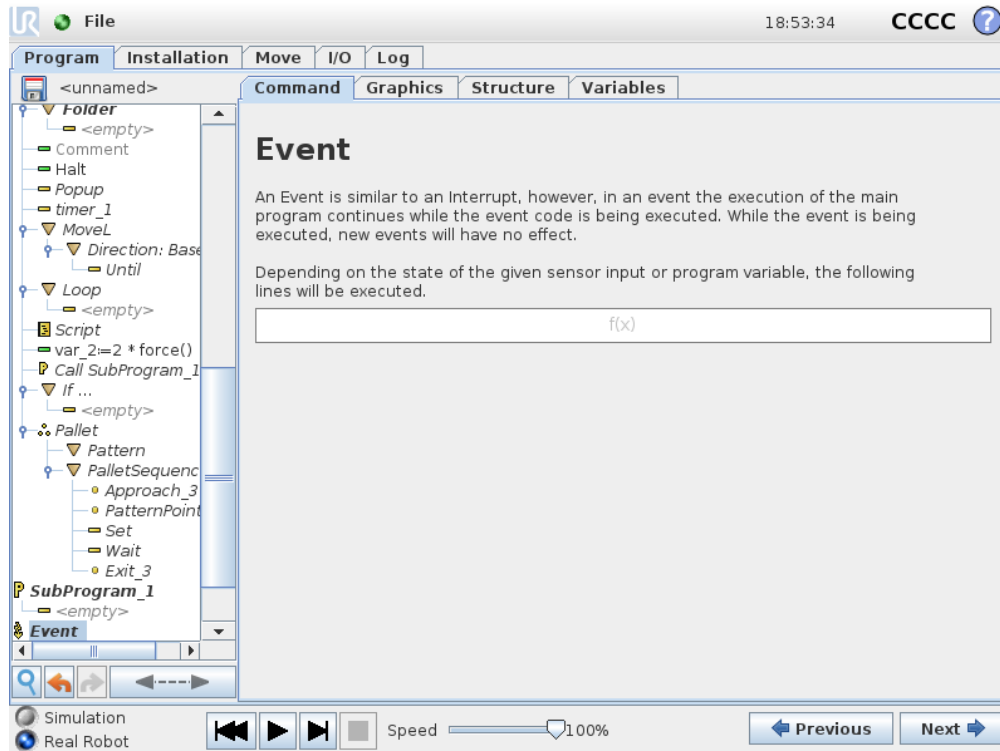 UR File 18:53:34 CCCC ?
Program Installation Move I/O Log
<unnamed>
Command Graphics Structure Variables
Folder
<empty>
Comment
Halt
Popup
timer_1
MoveL
Direction: Base
Until
Loop
<empty>
Script
var_2:=2 * force()
P Call SubProgram_1
If ...
<empty>
Pallet
Pattern
PalletSequenc
Approach_3
PatternPoint
Set
Wait
Exit_3
P SubProgram_1
<empty>
Event
Event
An Event is similar to an Interrupt, however, in an event the execution of the main
program continues while the event code is being executed. While the event is being
executed, new events will have no effect.
Depending on the state of the given sensor input or program variable, the following
lines will be executed.
f(x)
Simulation
Real Robot
Speed 100%
Previous Next